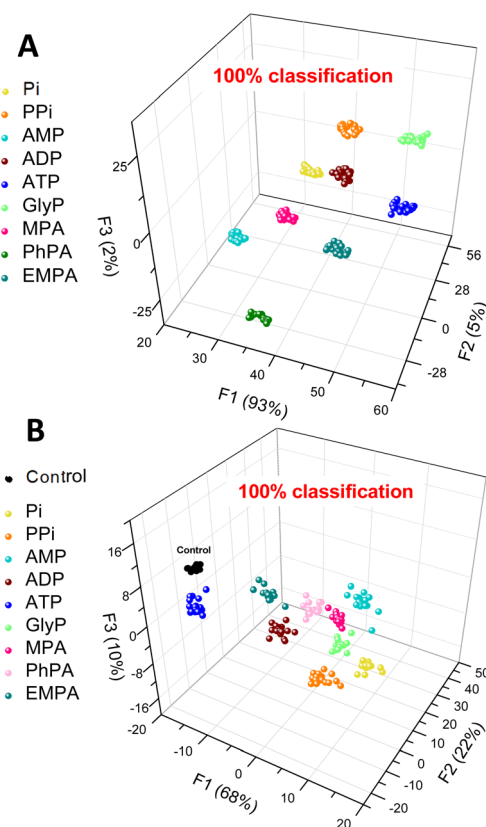 A
100% classification
Pi
PPi
AMP
ADP
ATP
GlyP
MPA
PhPA
EMPA
25
0
-25
F3 (2%)
20
30
40
50
60
F1 (93%)
56
28
0
-28
F2 (5%)
B
100% classification
Control
Control
Pi
PPi
AMP
ADP
ATP
GlyP
MPA
PhPA
EMPA
16
8
0
-8
-16
F3 (10%)
-20
-10
0
10
20
F1 (68%)
50
40
30
20
10
0
-10
-20
F2 (22%)